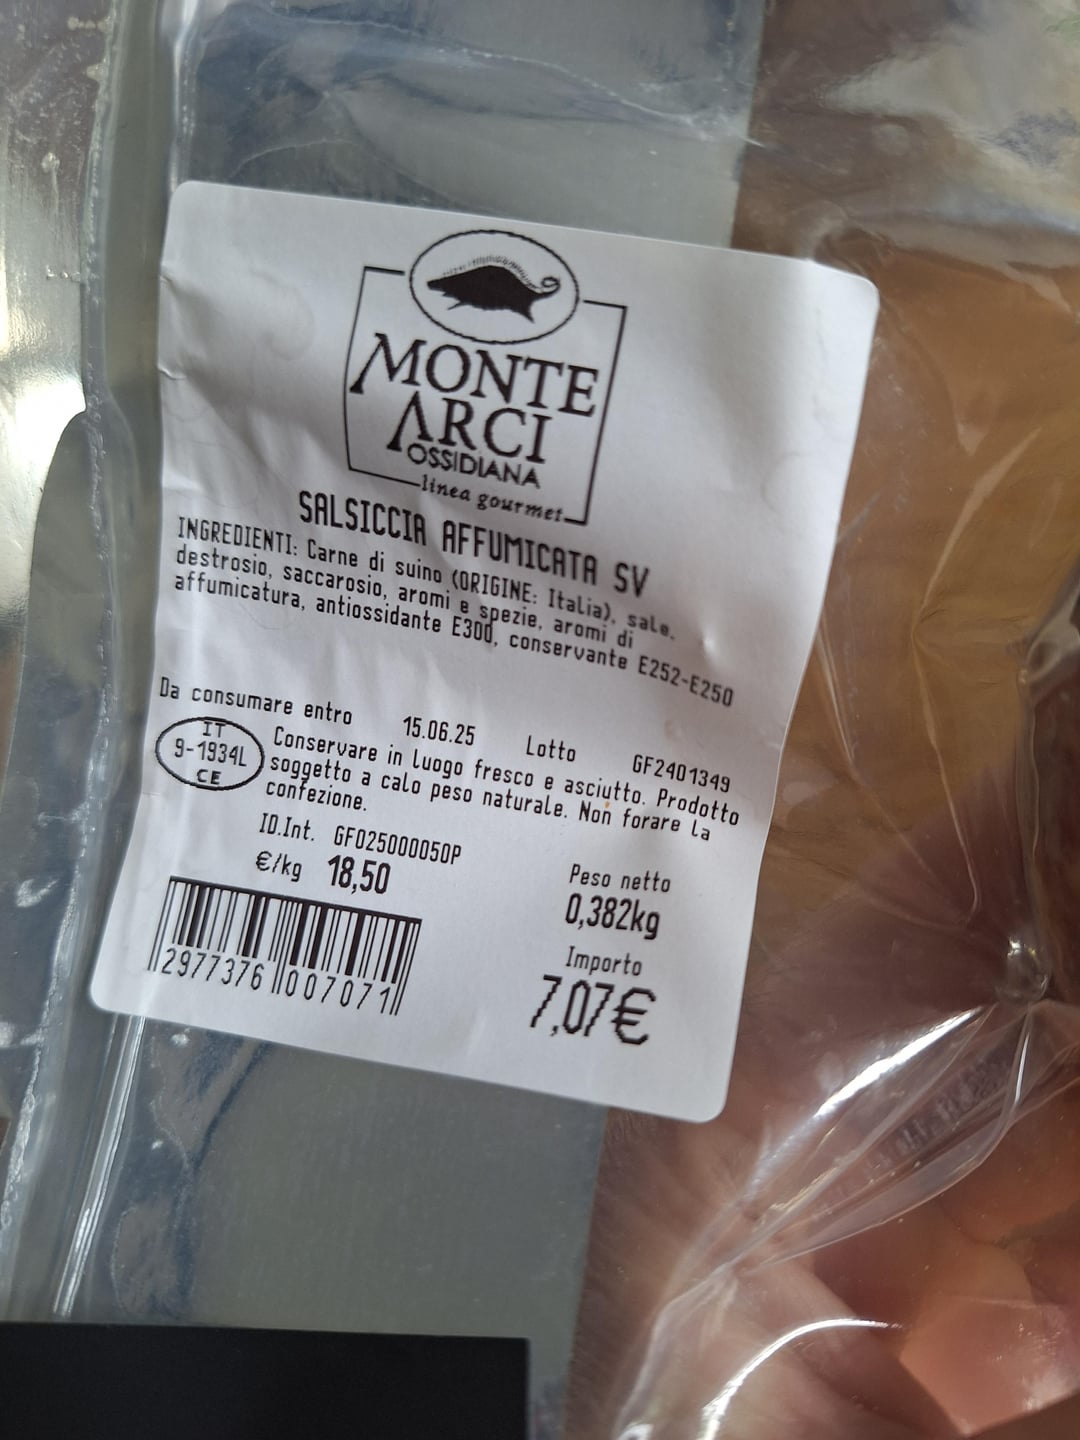 MONTE
ARCI
OSSIDIANA
linea gourmet
SALSICCIA AFFUMICATA SV
INGREDIENTI: Carne di suino (ORIGINE: Italia), sale,
destrosio, saccarosio, aromi e spezie, aromi di
affumicatura, antiossidante E300, conservante E252-E250
Da consumare entro 15.06.25 Lotto GF2401349
IT
9-1934L
CE
Conservare in luogo fresco e asciutto. Prodotto
soggetto a calo peso naturale. Non forare la
confezione.
ID.Int. GF025000050P
€/kg 18,50
Peso netto
0,382kg
Importo
7,07€
2977376 007071